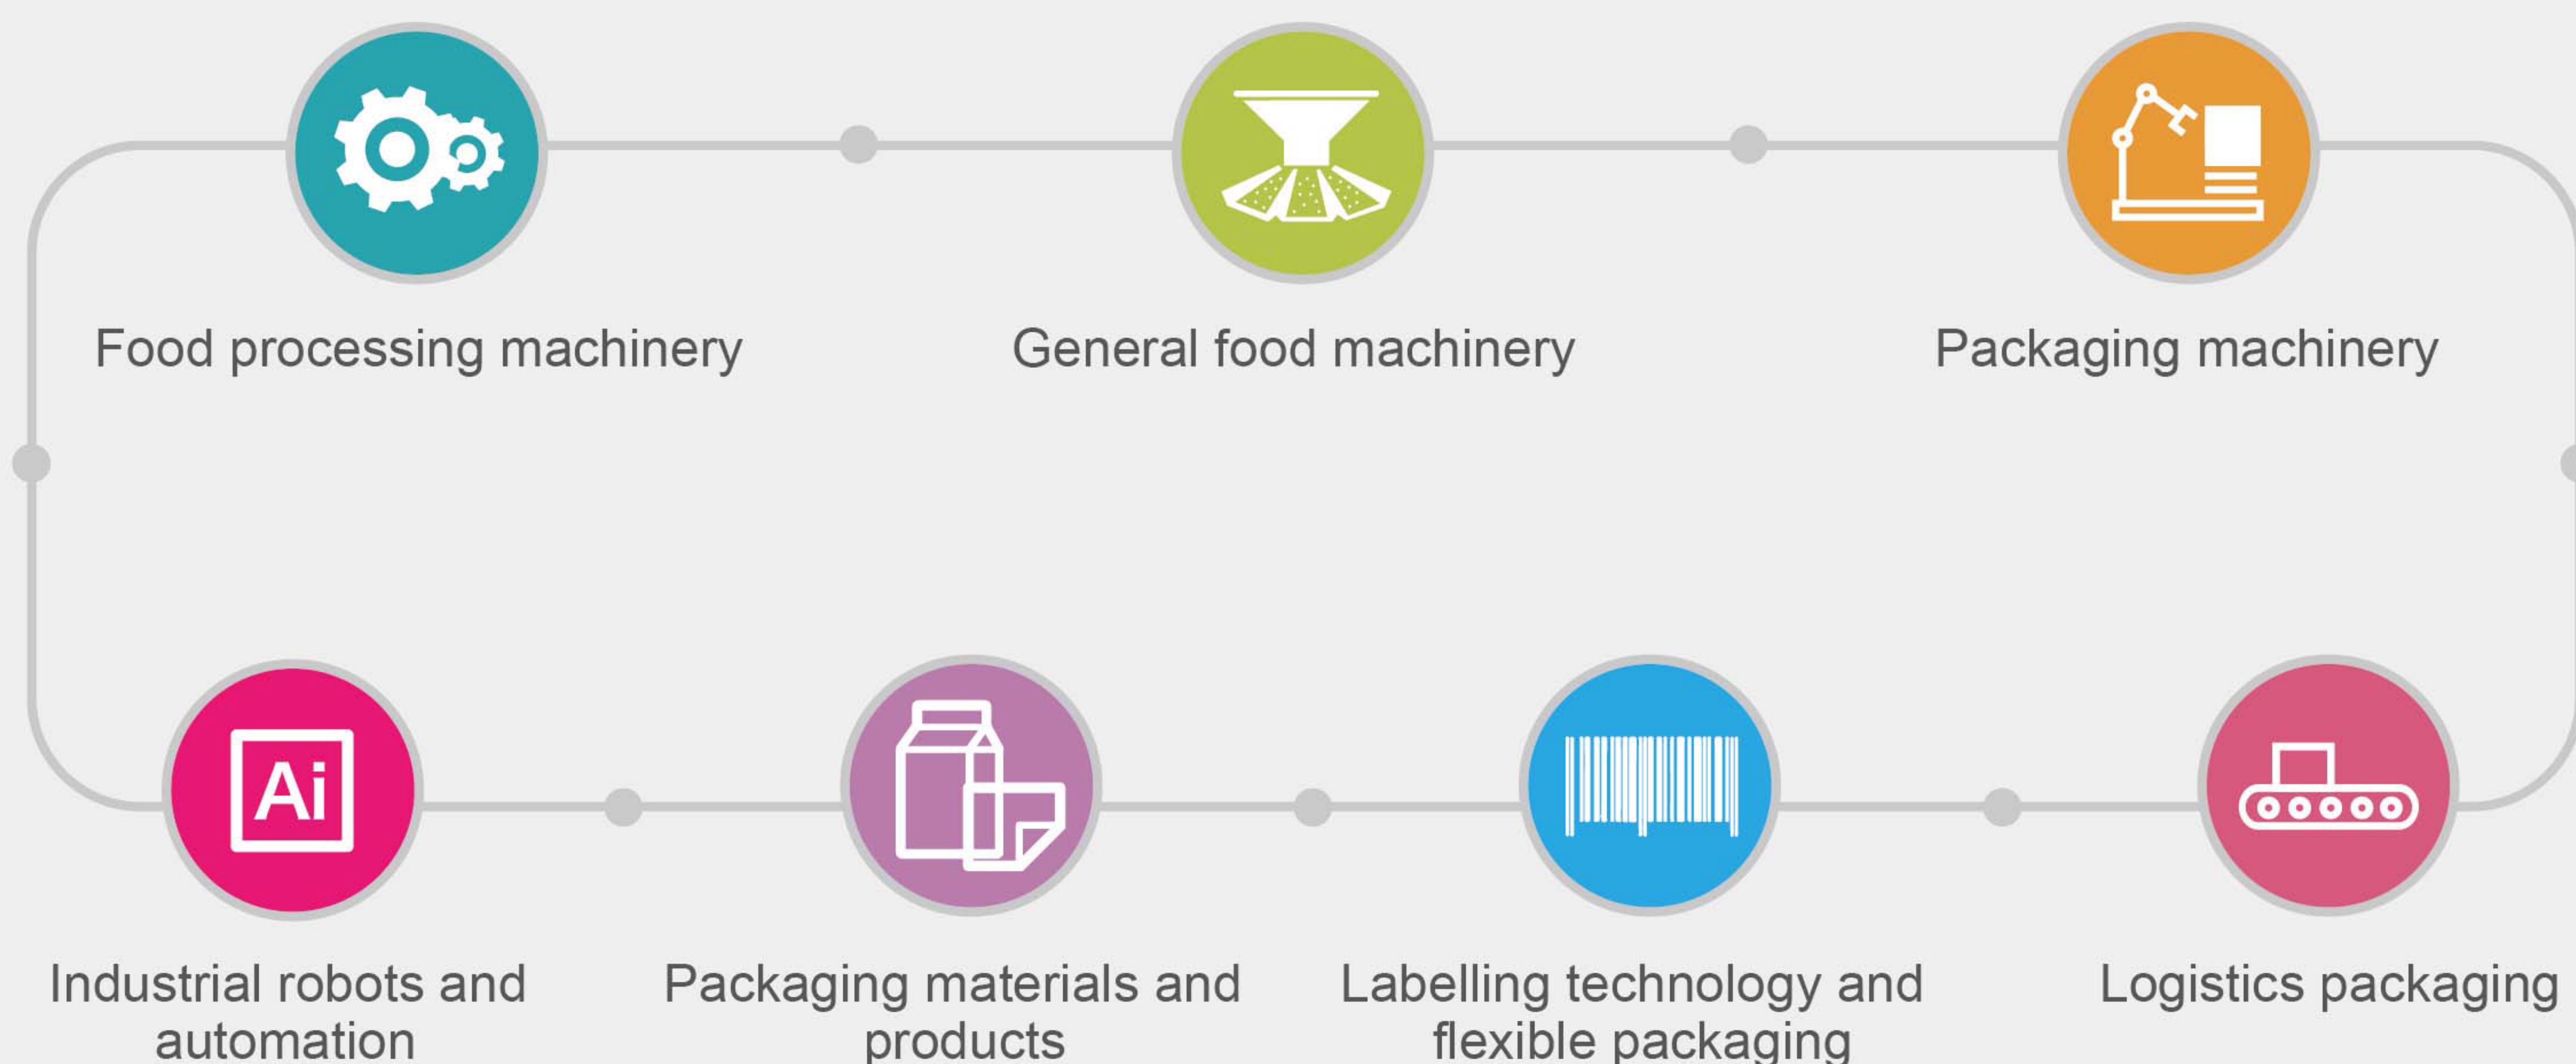 Food processing machinery
General food machinery
Packaging machinery
Ai
Industrial robots and
automation
Packaging materials and
products
Labelling technology and
flexible packaging
Logistics packaging